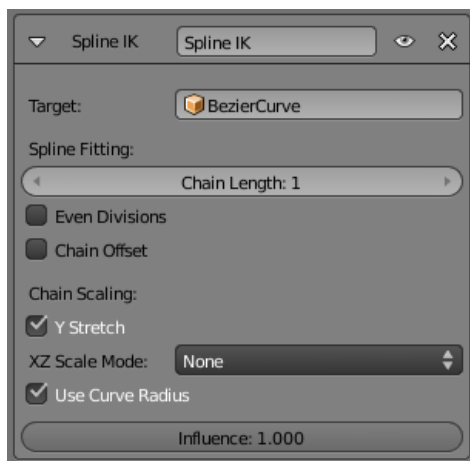 Spline IK Spline IK
Target: BezierCurve
Spline Fitting:
Chain Length: 1
Even Divisions
Chain Offset
Chain Scaling:
Y Stretch
XZ Scale Mode: None
Use Curve Radius
Influence: 1.000